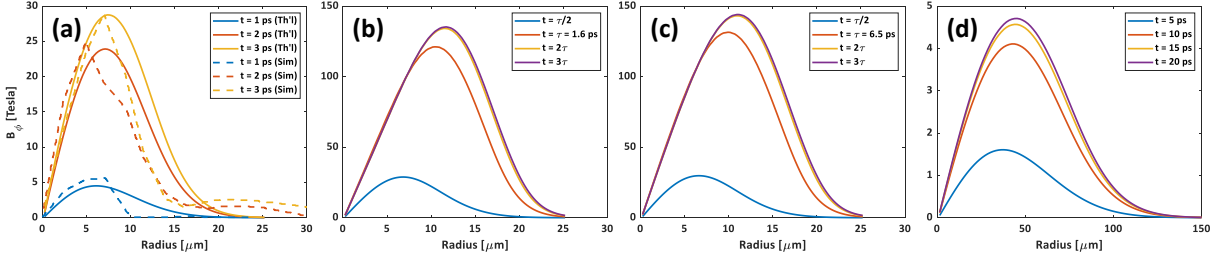 (a)
t = 1 ps (Th'l)
t = 2 ps (Th'l)
t = 3 ps (Th'l)
t = 1 ps (Sim)
t = 2 ps (Sim)
t = 3 ps (Sim)
B_ϕ [Tesla]
30
25
20
15
10
5
0
0 5 10 15 20 25 30
Radius [μm]
(b)
t = τ/2
t = τ = 1.6 ps
t = 2τ
t = 3τ
150
100
50
0
0 5 10 15 20 25 30
Radius [μm]
(c)
t = τ/2
t = τ = 6.5 ps
t = 2τ
t = 3τ
150
100
50
0
0 5 10 15 20 25 30
Radius [μm]
(d)
t = 5 ps
t = 10 ps
t = 15 ps
t = 20 ps
5
4
3
2
1
0
0 50 100 150
Radius [μm]